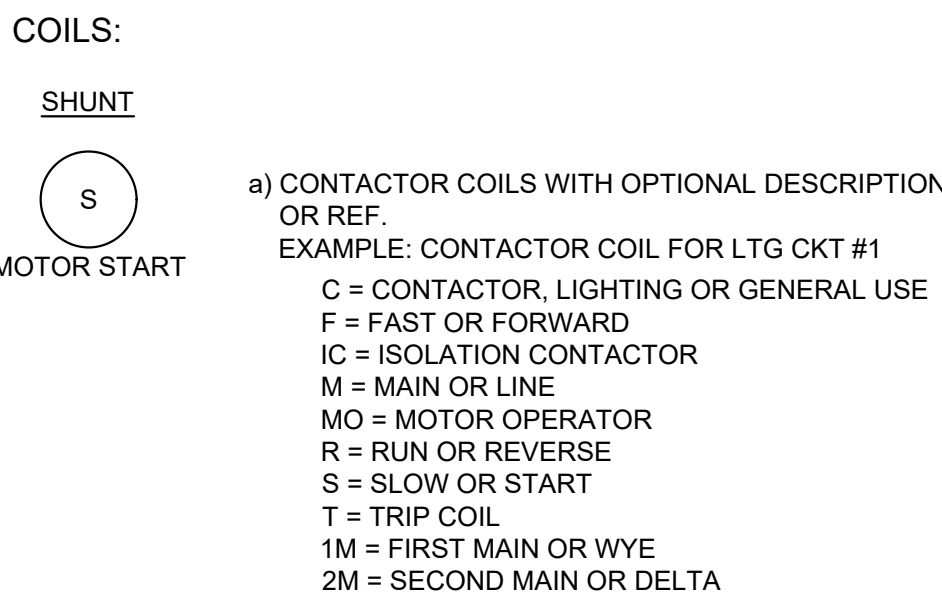 COILS:
SHUNT
S
MOTOR START
a) CONTACTOR COILS WITH OPTIONAL DESCRIPTION
OR REF.
EXAMPLE: CONTACTOR COIL FOR LTG CKT #1
C = CONTACTOR, LIGHTING OR GENERAL USE
F = FAST OR FORWARD
IC = ISOLATION CONTACTOR
M = MAIN OR LINE
MO = MOTOR OPERATOR
R = RUN OR REVERSE
S = SLOW OR START
T = TRIP COIL
1M = FIRST MAIN OR WYE
2M = SECOND MAIN OR DELTA